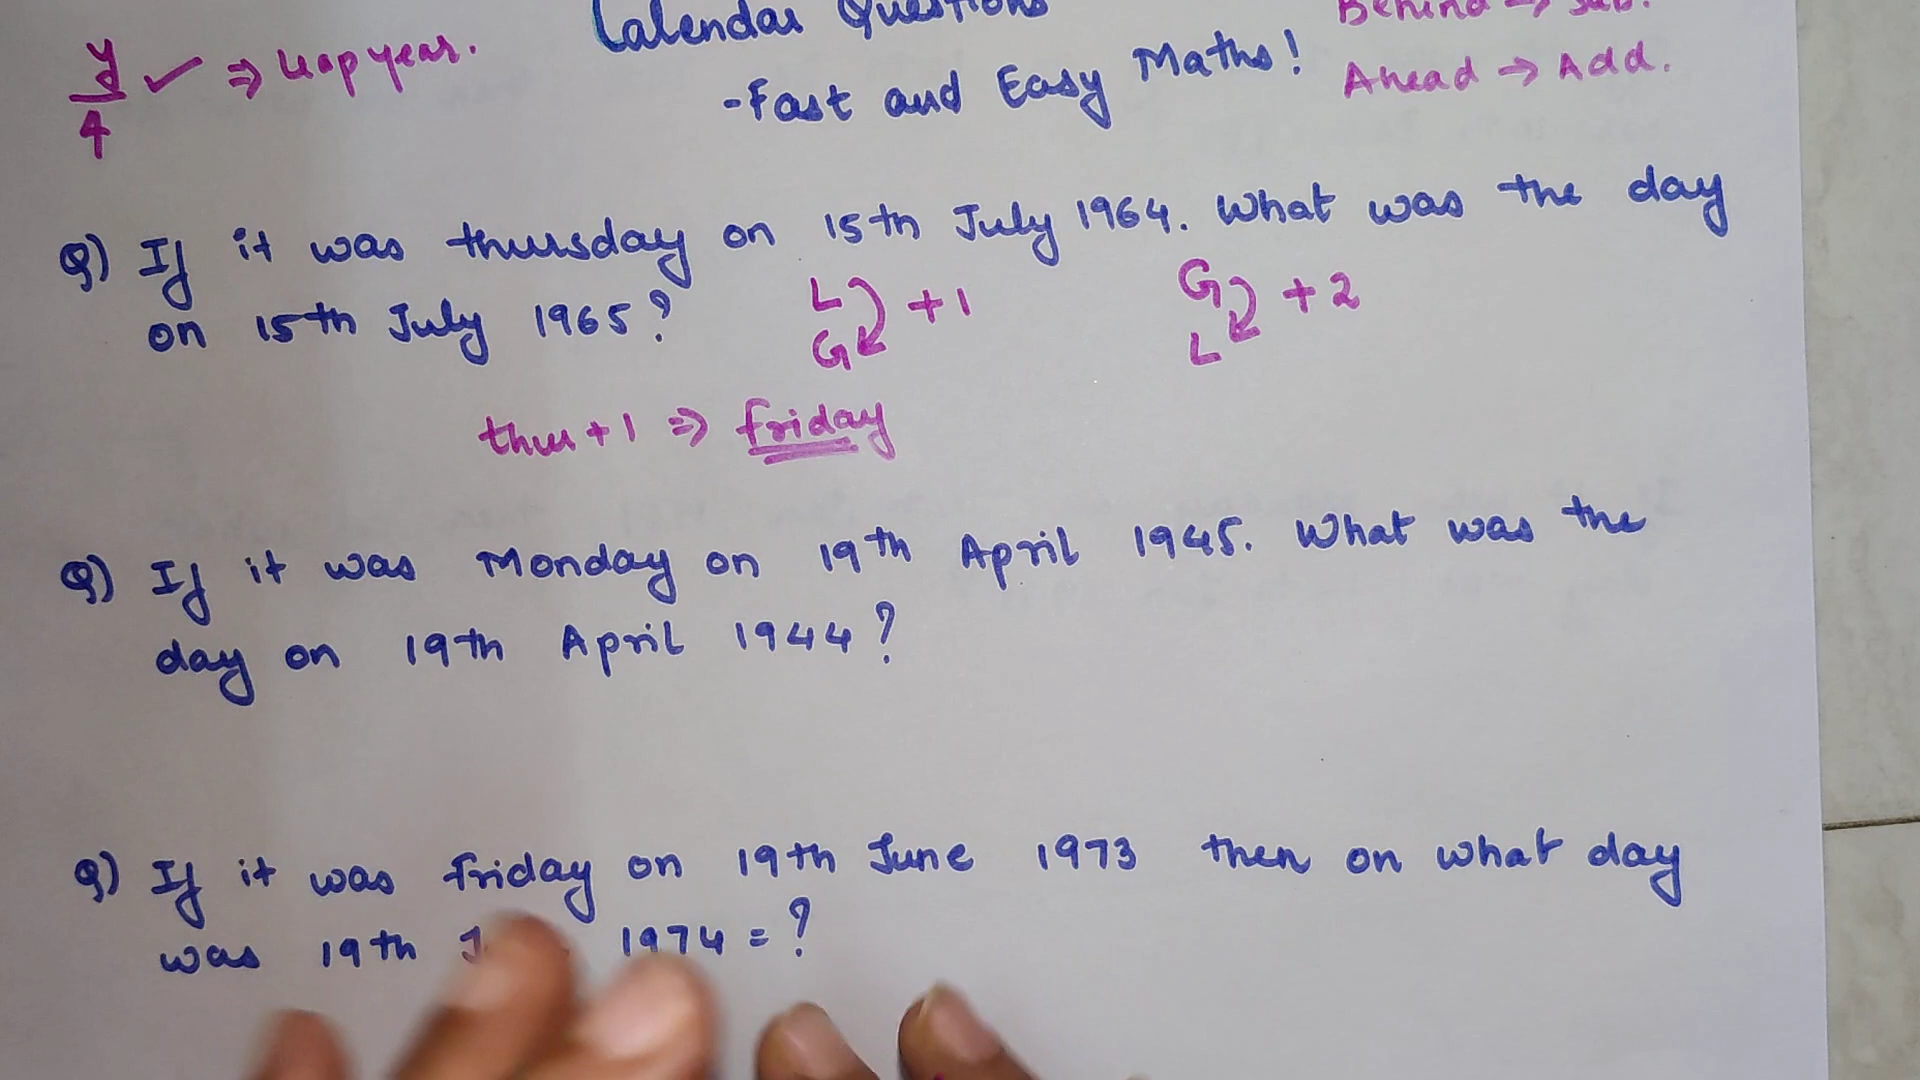 Calendar Questions
Behind → Sub.
y/4 ✓ ⇒ Leap year.
-Fast and Easy Maths!
Ahead → Add.
Q) If it was thursday on 15th July 1964. What was the day
on 15th July 1965?
L G +1
G L +2
thur + 1 ⇒ friday
Q) If it was Monday on 19th April 1945. What was the
day on 19th April 1944?
Q) If it was friday on 19th June 1973 then on what day
was 19th 1974 = ?